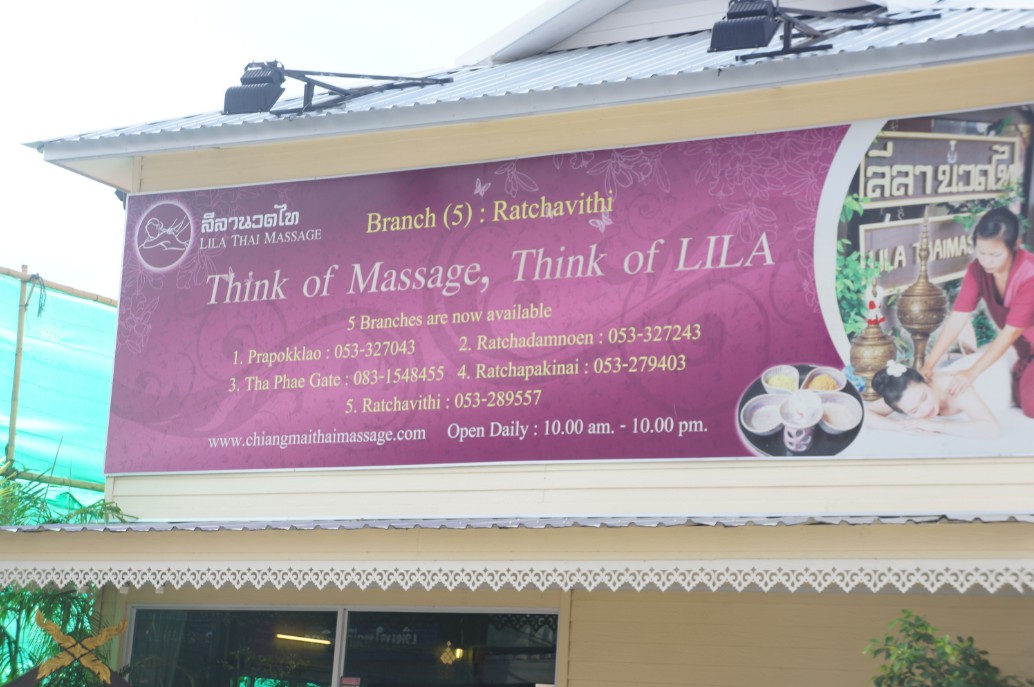 ลีลานวดไท
LILA THAI MASSAGE
Branch (5) : Ratchavithi
Think of Massage, Think of LILA
5 Branches are now available
1. Prapokklao : 053-327043 2. Ratchadamnoen : 053-327243
3. Tha Phae Gate : 083-1548455 4. Ratchapakinai : 053-279403
5. Ratchavithi : 053-289557
www.chiangmaithaimassage.com Open Daily : 10.00 am. - 10.00 pm.
ลีลานวดไท
LILA THAIMAS